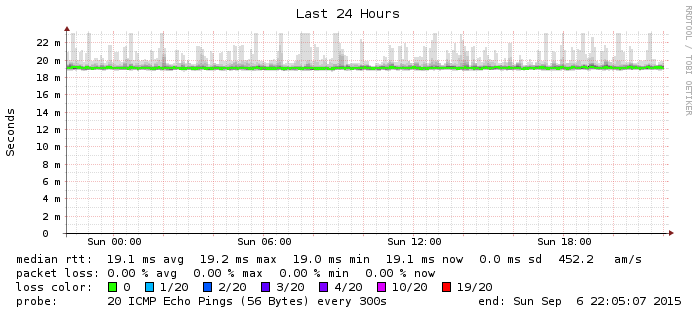 Last 24 Hours
RRDTOOL / TOBI OETIKER
Seconds
22 m
20 m
18 m
16 m
14 m
12 m
10 m
8 m
6 m
4 m
2 m
0
Sun 00:00 Sun 06:00 Sun 12:00 Sun 18:00
median rtt: 19.1 ms avg 19.2 ms max 19.0 ms min 19.1 ms now 0.0 ms sd 452.2 am/s
packet loss: 0.00 % avg 0.00 % max 0.00 % min 0.00 % now
loss color: 0 1/20 2/20 3/20 4/20 10/20 19/20
probe: 20 ICMP Echo Pings (56 Bytes) every 300s end: Sun Sep 6 22:05:07 2015